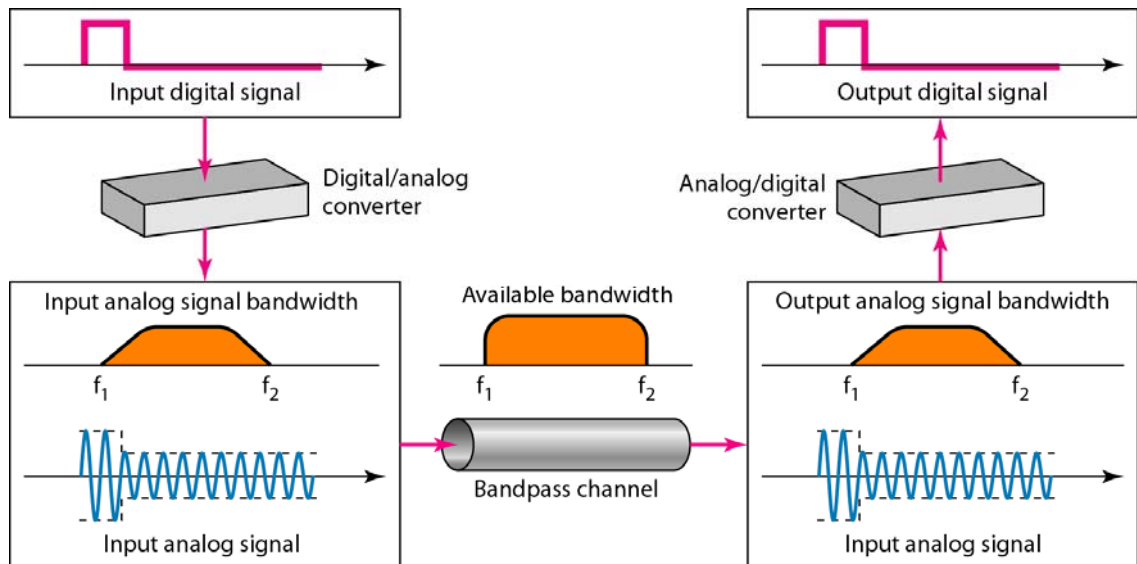 Input digital signal
Output digital signal
Digital/analog
converter
Analog/digital
converter
Input analog signal bandwidth
Available bandwidth
Output analog signal bandwidth
f1
f2
f1
f2
f1
f2
Bandpass channel
Input analog signal
Input analog signal